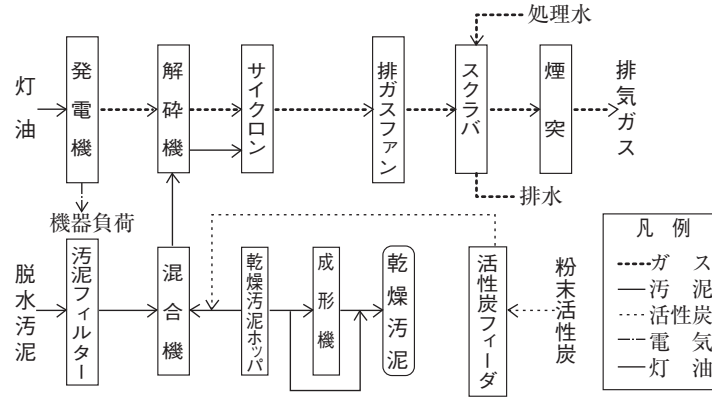 処理水
灯油
発電機
解砕機
サイクロン
排ガスファン
スクラバ
煙突
排気ガス
排水
機器負荷
脱水汚泥
汚泥フィルター
混合機
乾燥汚泥ホッパ
成形機
乾燥汚泥
活性炭フィーダ
粉末活性炭
凡 例
ガ ス
汚 泥
活性炭
電 気
灯 油